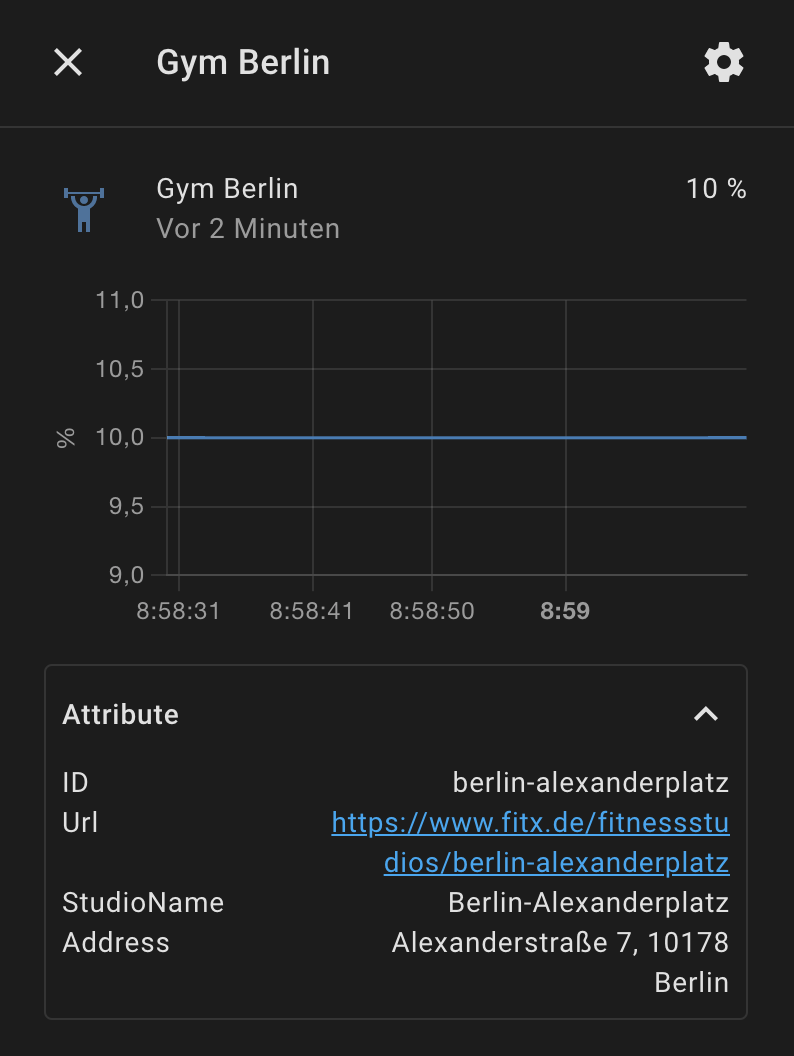 Gym Berlin
Gym Berlin 10 %
Vor 2 Minuten
11,0
10,5
% 10,0
9,5
9,0
8:58:31 8:58:41 8:58:50 8:59
Attribute
ID berlin-alexanderplatz
Url https://www.fitx.de/fitnessstu
dios/berlin-alexanderplatz
StudioName Berlin-Alexanderplatz
Address Alexanderstraße 7, 10178
Berlin